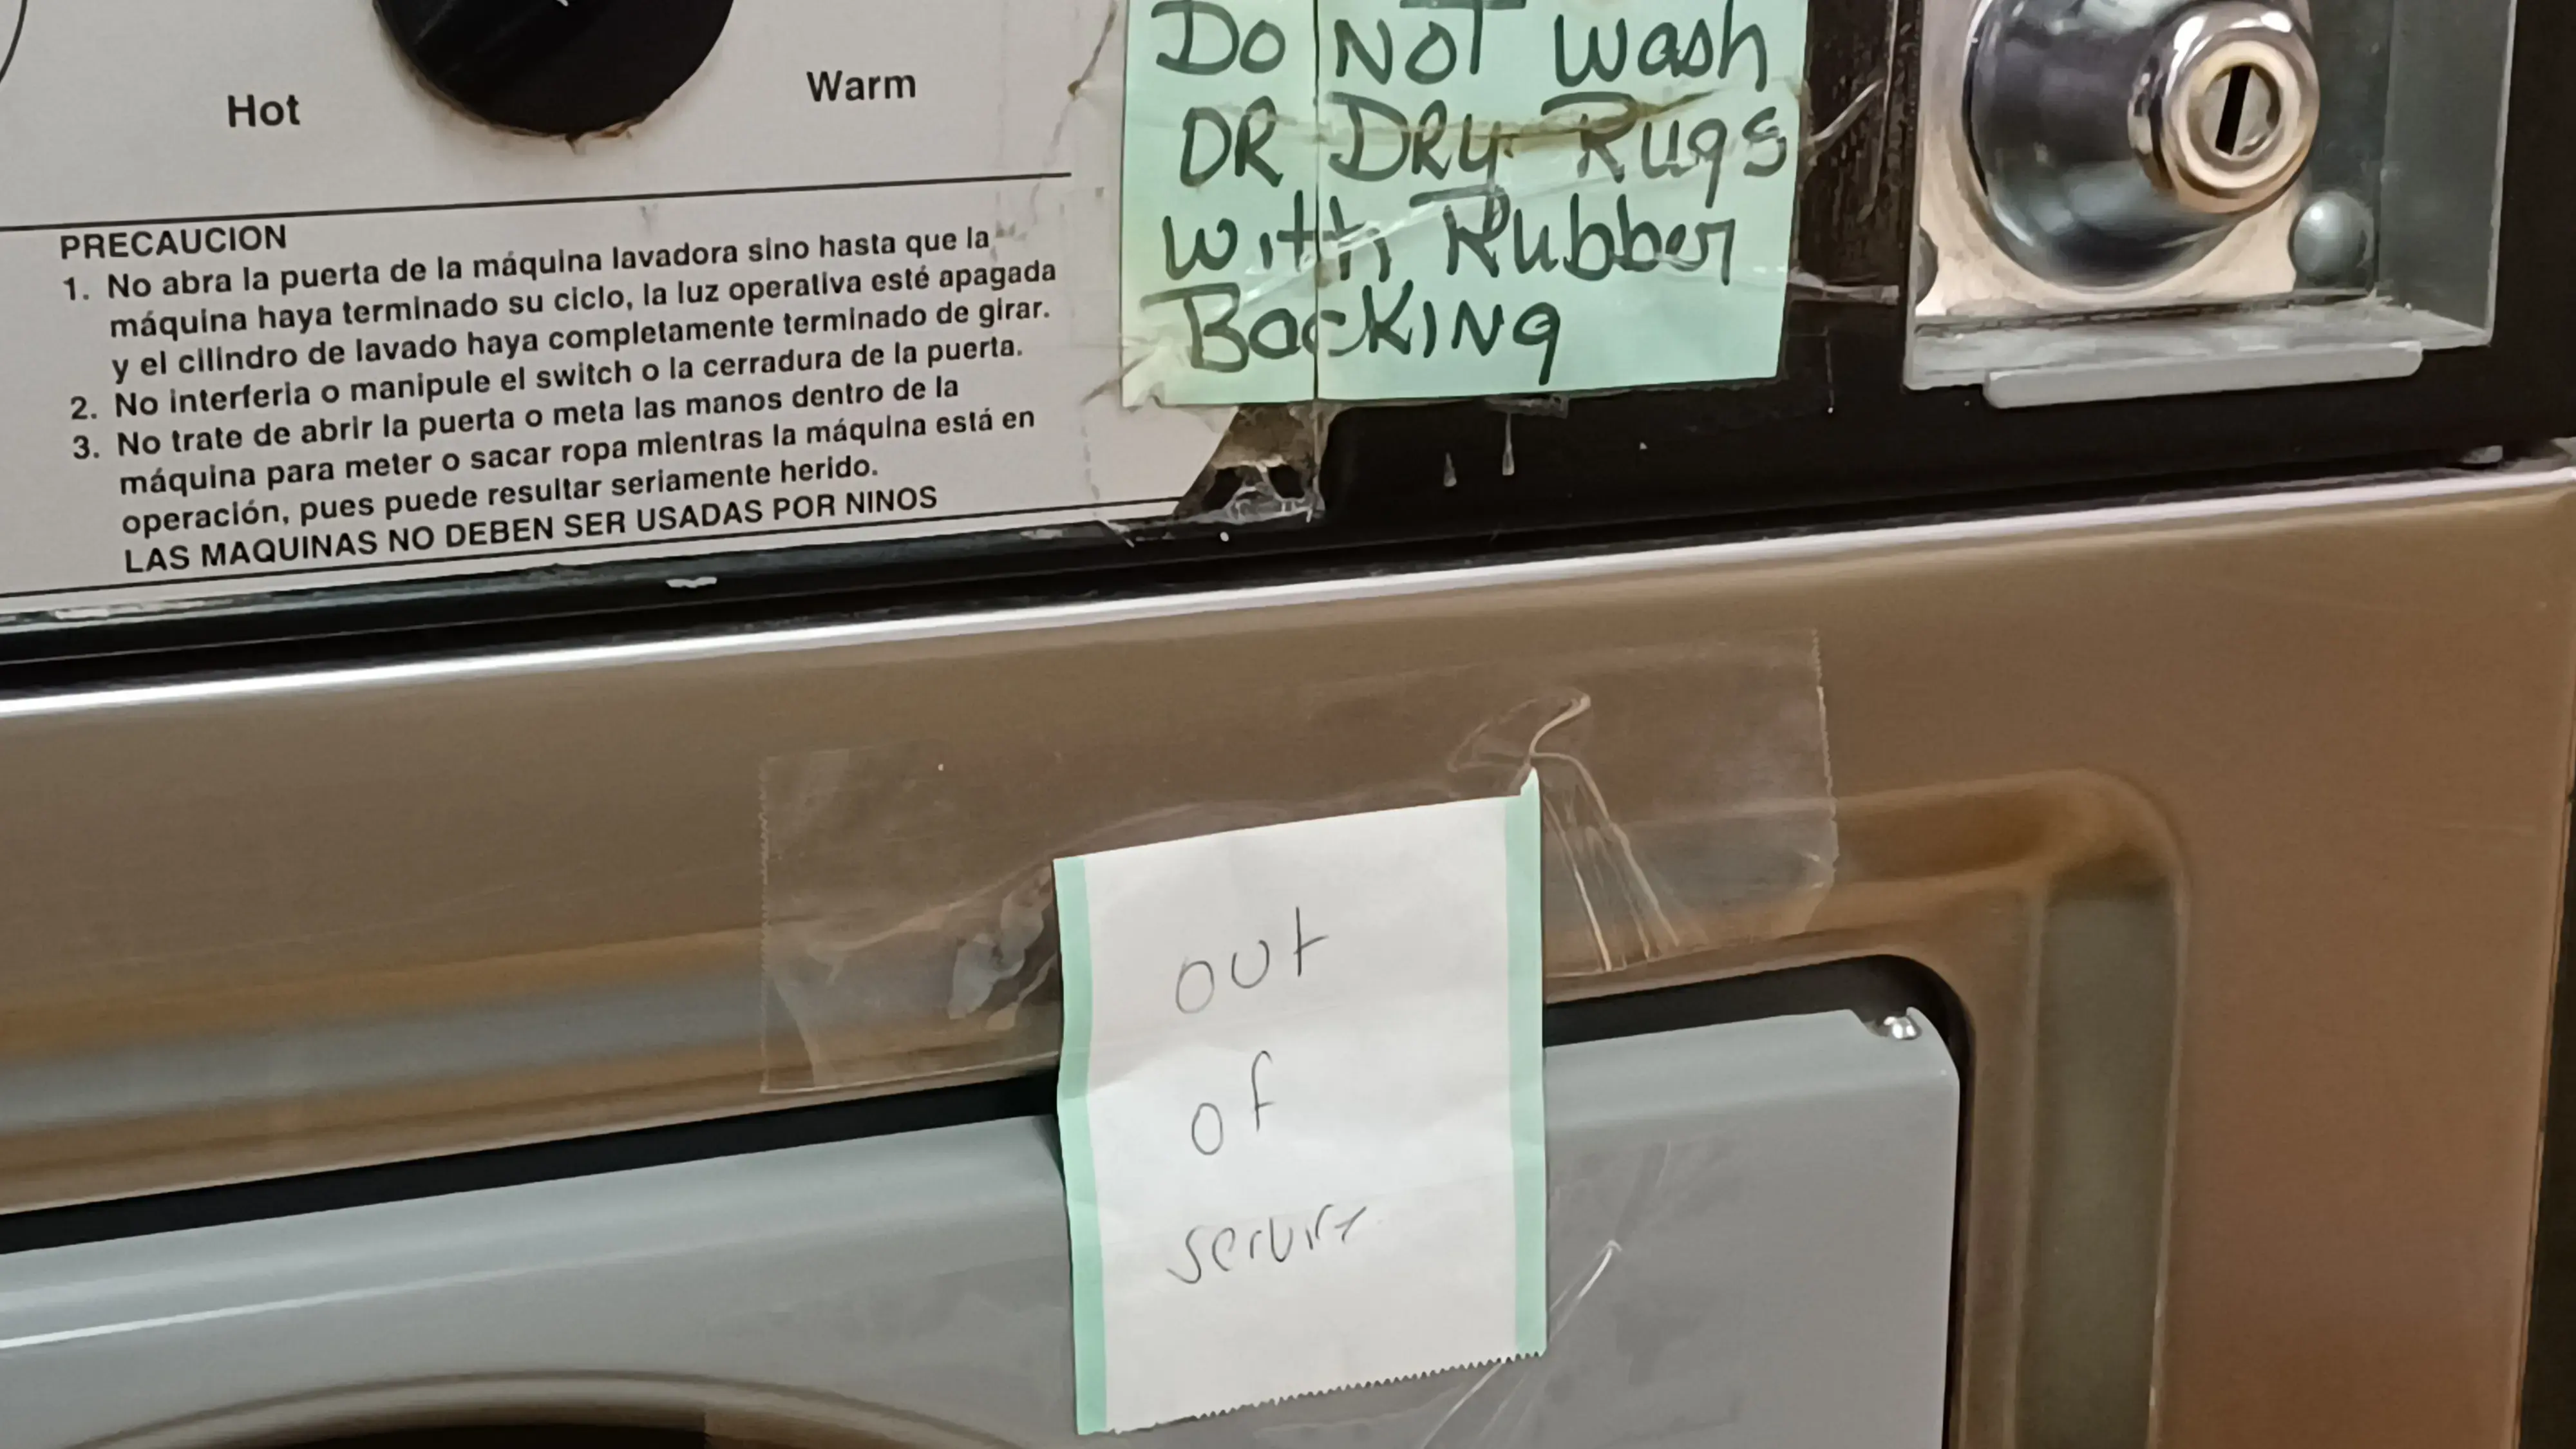 Hot
Warm
PRECAUCION
1. No abra la puerta de la máquina lavadora sino hasta que la
máquina haya terminado su ciclo, la luz operativa esté apagada
y el cilindro de lavado haya completamente terminado de girar.
2. No interferia o manipule el switch o la cerradura de la puerta.
3. No trate de abrir la puerta o meta las manos dentro de la
máquina para meter o sacar ropa mientras la máquina está en
operación, pues puede resultar seriamente herido.
LAS MAQUINAS NO DEBEN SER USADAS POR NINOS
DO NOT Wash
OR DRy Rugs
with Rubber
BacKINg
out
of
service